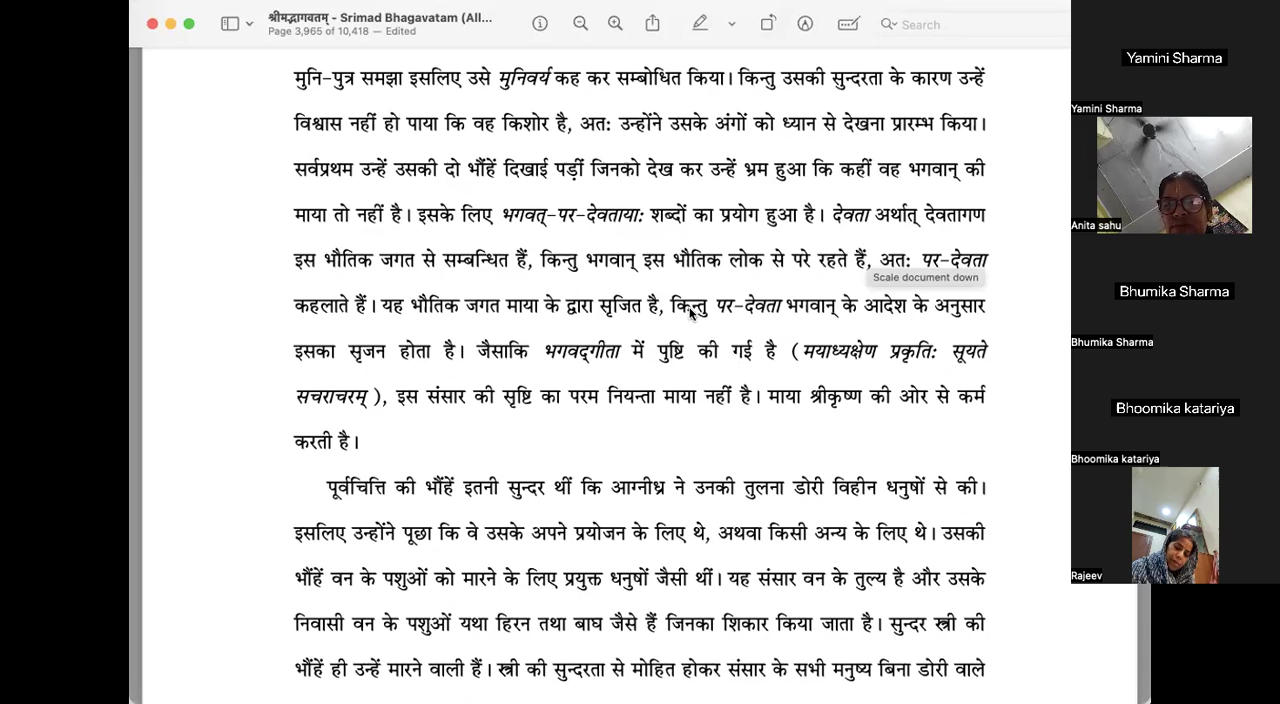 श्रीमद्भागवतम् - Srimad Bhagavatam (All...
Page 3,965 of 10,418 — Edited
Search
मुनि-पुत्र समझा इसलिए उसे मुनिवर्य कह कर सम्बोधित किया। किन्तु उसकी सुन्दरता के कारण उन्हें
विश्वास नहीं हो पाया कि वह किशोर है, अत: उन्होंने उसके अंगों को ध्यान से देखना प्रारम्भ किया।
सर्वप्रथम उन्हें उसकी दो भौंहें दिखाई पड़ीं जिनको देख कर उन्हें भ्रम हुआ कि कहीं वह भगवान् की
माया तो नहीं है। इसके लिए भगवत्-पर-देवताया: शब्दों का प्रयोग हुआ है। देवता अर्थात् देवतागण
इस भौतिक जगत से सम्बन्धित हैं, किन्तु भगवान् इस भौतिक लोक से परे रहते हैं, अत: पर-देवता
Scale document down
कहलाते हैं। यह भौतिक जगत माया के द्वारा सृजित है, किन्तु पर-देवता भगवान् के आदेश के अनुसार
इसका सृजन होता है। जैसाकि भगवद्‌गीता में पुष्टि की गई है (मयाध्यक्षेण प्रकृति: सूयते
सचराचरम् ), इस संसार की सृष्टि का परम नियन्ता माया नहीं है। माया श्रीकृष्ण की ओर से कर्म
करती है।
पूर्वचित्ति की भौंहें इतनी सुन्दर थीं कि आग्नीध्र ने उनकी तुलना डोरी विहीन धनुषों से की।
इसलिए उन्होंने पूछा कि वे उसके अपने प्रयोजन के लिए थे, अथवा किसी अन्य के लिए थे। उसकी
भौंहें वन के पशुओं को मारने के लिए प्रयुक्त धनुषों जैसी थीं। यह संसार वन के तुल्य है और उसके
निवासी वन के पशुओं यथा हिरन तथा बाघ जैसे हैं जिनका शिकार किया जाता है। सुन्दर स्त्री की
भौंहें ही उन्हें मारने वाली हैं। स्त्री की सुन्दरता से मोहित होकर संसार के सभी मनुष्य बिना डोरी वाले
Yamini Sharma
Yamini Sharma
Anita sahu
Bhumika Sharma
Bhumika Sharma
Bhoomika katariya
Bhoomika katariya
Rajeev